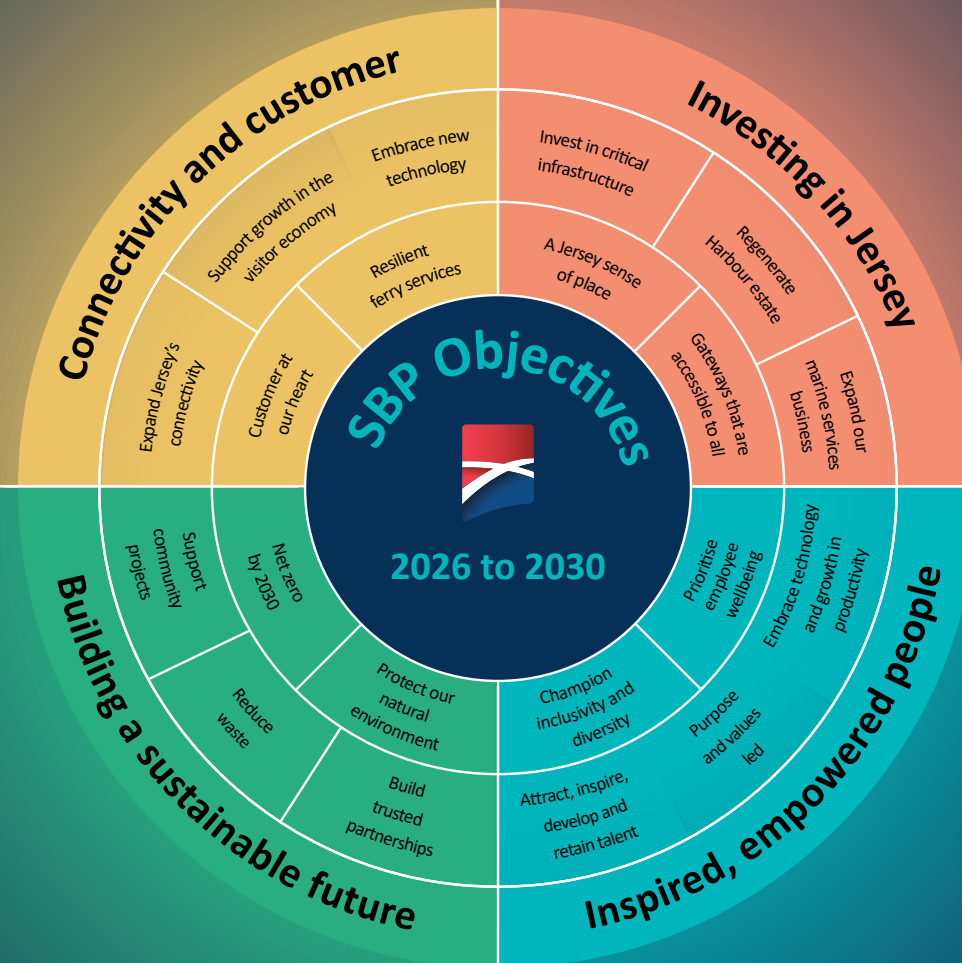 SBP Objectives
2026 to 2030
Connectivity and customer
Expand Jersey's
connectivity
Support growth in the
visitor economy
Embrace new
technology
Customer at
our heart
Resilient
ferry services
Investing in Jersey
Invest in critical
infrastructure
Regenerate
Harbour estate
Expand our
marine services
business
A Jersey sense
of place
Gateways that are
accessible to all
Inspired, empowered people
Embrace technology
and growth in
productivity
Purpose
and values
led
Attract, inspire,
develop and
retain talent
Prioritise
employee
wellbeing
Champion
inclusivity and
diversity
Building a sustainable future
Support
community
projects
Reduce
waste
Build
trusted
partnerships
Net zero
by 2030
Protect our
natural
environment